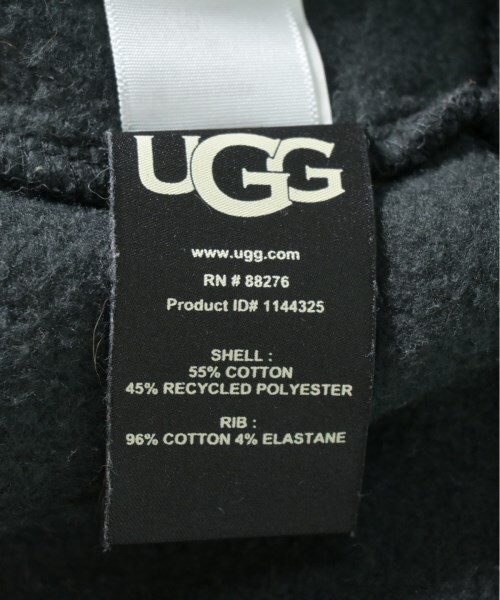 UGG
www.ugg.com
RN # 88276
Product ID# 1144325
SHELL :
55% COTTON
45% RECYCLED POLYESTER
RIB :
96% COTTON 4% ELASTANE